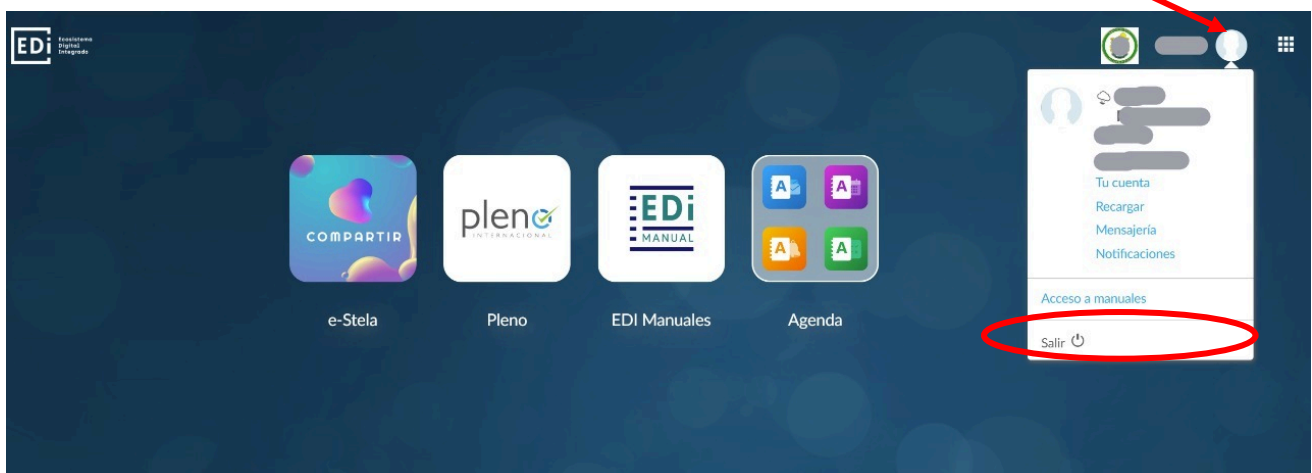 EDi Ecosistema
Digital
Integrado
COMPARTIR
pleno
INTERNACIONAL
EDi
MANUAL
A
A
A
A
e-Stela
Pleno
EDI Manuales
Agenda
Tu cuenta
Recargar
Mensajería
Notificaciones
Acceso a manuales
Salir